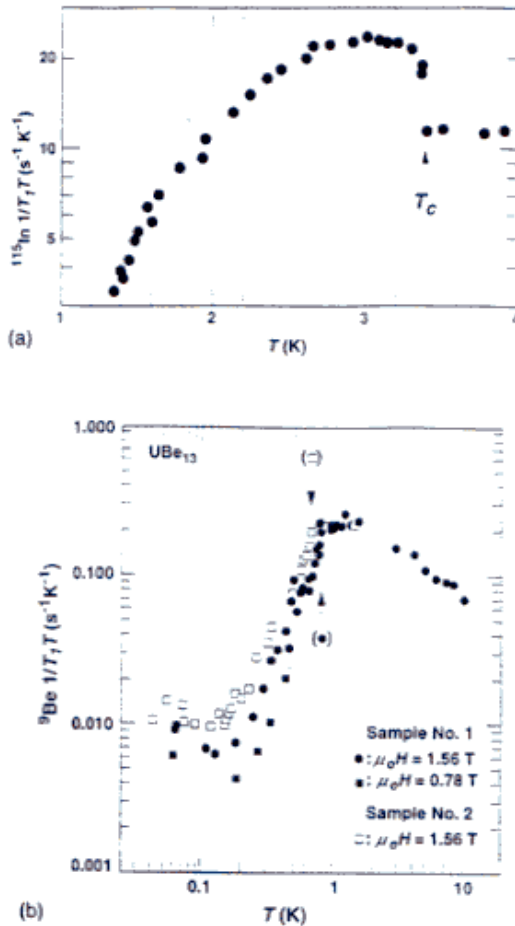 20
10
5
¹¹⁵In 1/T₁T (s⁻¹ K⁻¹)
T_C
1 2 3 4
T (K)
(a)
1.000
0.100
0.010
0.001
⁹Be 1/T₁T (s⁻¹K⁻¹)
UBe₁₃
Sample No. 1
●: μ₀H = 1.56 T
■: μ₀H = 0.78 T
Sample No. 2
□: μ₀H = 1.56 T
0.1 1 10
T (K)
(b)